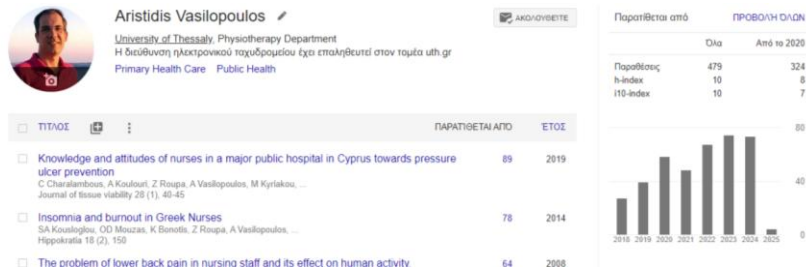 Aristidis Vasilopoulos
ΑΚΟΛΟΥΘΕΙΤΕ
University of Thessaly, Physiotherapy Department
Η διεύθυνση ηλεκτρονικού ταχυδρομείου έχει επαληθευτεί στον τομέα uth.gr
Primary Health Care Public Health
ΤΙΤΛΟΣ ΠΑΡΑΤΙΘΕΤΑΙ ΑΠΌ ΈΤΟΣ
Knowledge and attitudes of nurses in a major public hospital in Cyprus towards pressure 89 2019
ulcer prevention
C Charalambous, A Koulouri, Z Roupa, A Vasilopoulos, M Kyriakou, ...
Journal of tissue viability 28 (1), 40-45
Insomnia and burnout in Greek Nurses 78 2014
SA Kousloglou, OD Mouzas, K Bonotis, Z Roupa, A Vasilopoulos, ...
Hippokratia 18 (2), 150
The problem of lower back pain in nursing staff and its effect on human activity. 64 2008
Παρατίθεται από ΠΡΟΒΟΛΉ ΌΛΩΝ
Όλα Από το 2020
Παραθέσεις 479 324
h-index 10 8
i10-index 10 7
80
40
0
2018 2019 2020 2021 2022 2023 2024 2025